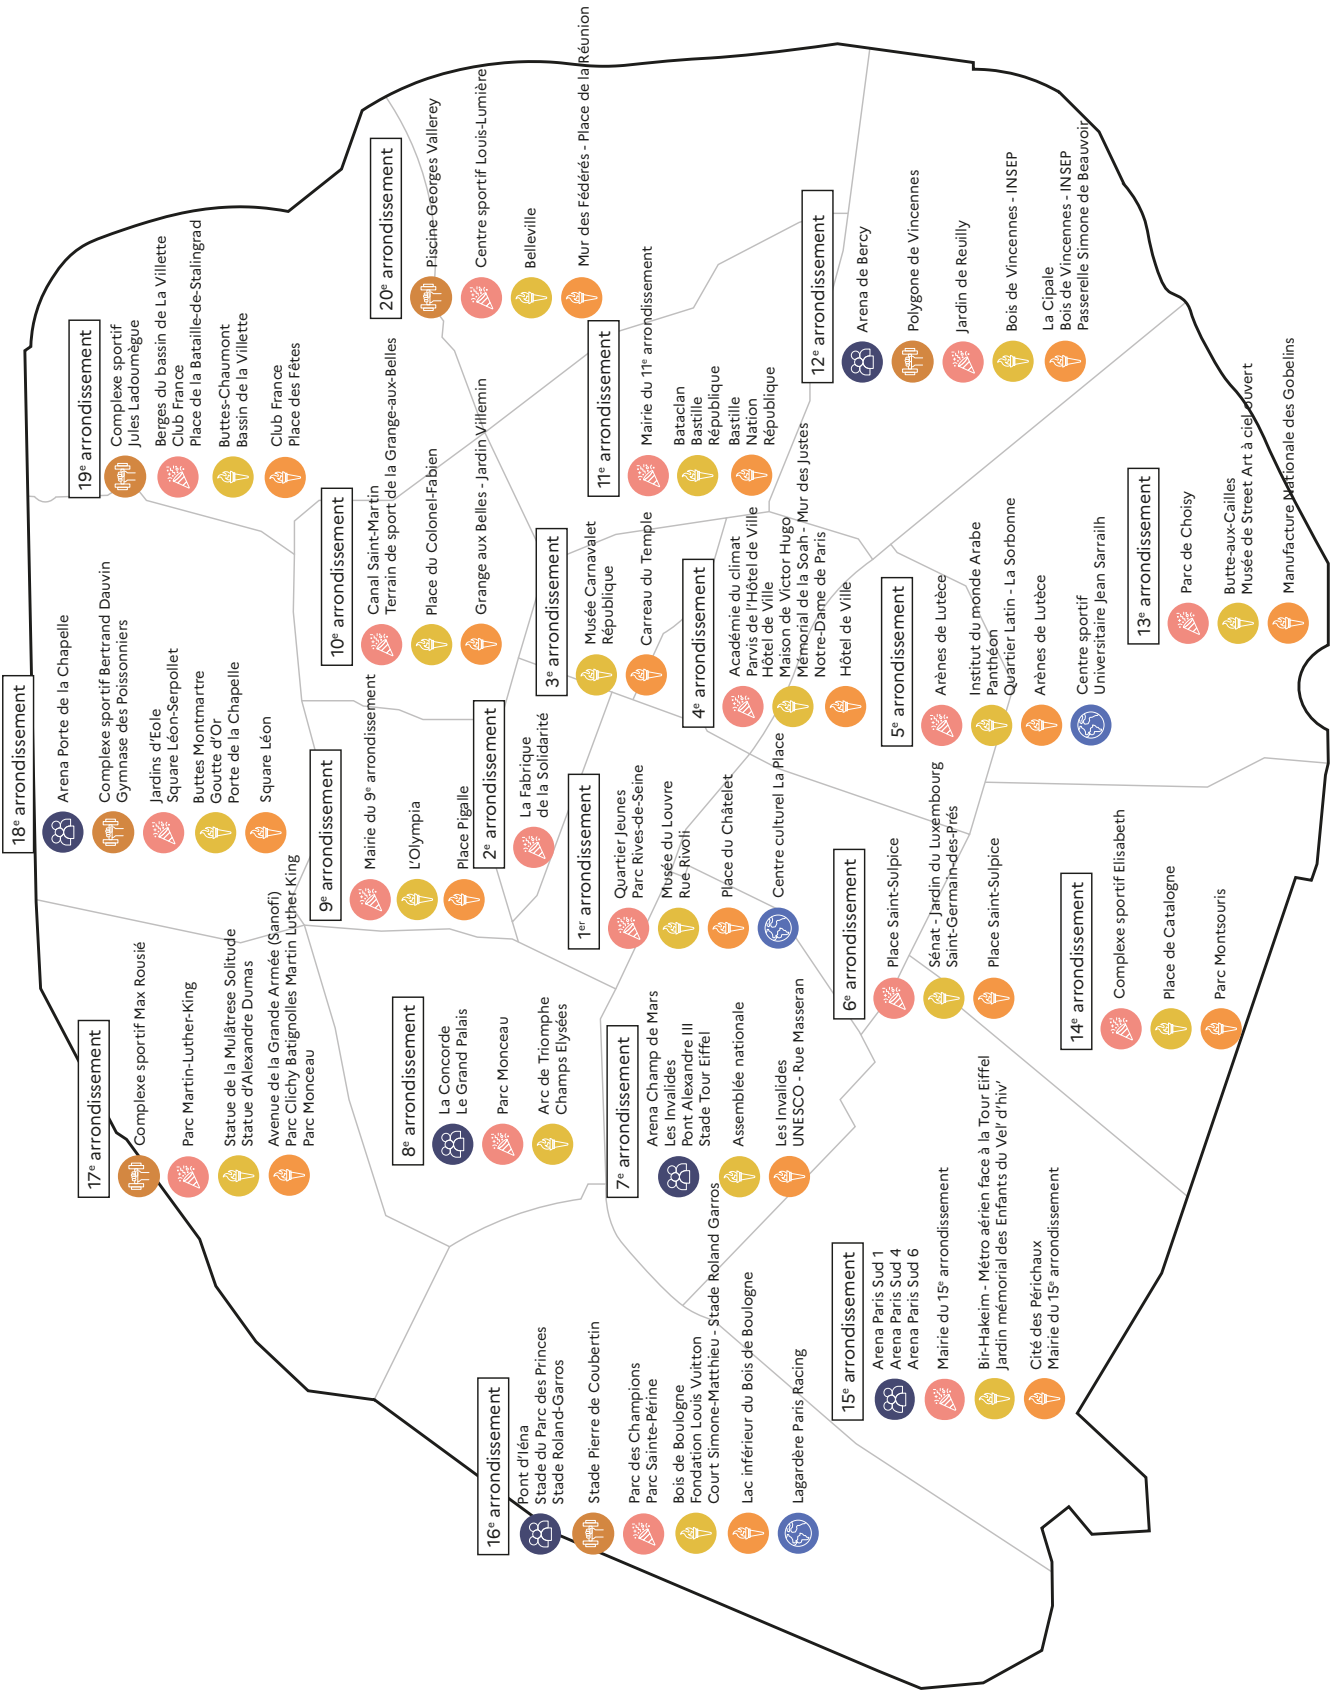 18e arrondissement
Arena Porte de la Chapelle
Complexe sportif Bertrand Dauvin
Gymnase des Poissonniers
Jardins d'Eole
Square Léon-Serpollet
Buttes Montmartre
Goutte d'Or
Porte de la Chapelle
Square Léon
19e arrondissement
Complexe sportif
Jules Ladoumègue
Berges du bassin de La Villette
Club France
Place de la Bataille-de-Stalingrad
Buttes-Chaumont
Bassin de la Villette
Club France
Place des Fêtes
17e arrondissement
Complexe sportif Max Rousié
Parc Martin-Luther-King
Statue de la Mulâtrese Solitude
Statue d'Alexandre Dumas
Avenue de la Grande Armée (Sanofi)
Parc Clichy Batignolles Martin Luther King
Parc Monceau
9e arrondissement
Mairie du 9e arrondissement
L'Olympia
Place Pigalle
10e arrondissement
Canal Saint-Martin
Terrain de sport de la Grange-aux-Belles
Place du Colonel-Fabien
Grange aux Belles - Jardin Villemin
20e arrondissement
Piscine Georges Vallerey
Centre sportif Louis-Lumière
Belleville
Mur des Fédérés - Place de la Réunion
8e arrondissement
La Concorde
Le Grand Palais
Parc Monceau
Arc de Triomphe
Champs Elysées
2e arrondissement
La Fabrique
de la Solidarité
3e arrondissement
Musée Carnavalet
République
Carreau du Temple
11e arrondissement
Mairie du 11e arrondissement
Bataclan
Bastille
République
Bastille
Nation
République
16e arrondissement
Pont d'Iéna
Stade du Parc des Princes
Stade Roland-Garros
Stade Pierre de Coubertin
Parc des Champions
Parc Sainte-Périne
Bois de Boulogne
Fondation Louis Vuitton
Court Simone-Matthieu - Stade Roland Garros
Lac inférieur du Bois de Boulogne
Lagardère Paris Racing
7e arrondissement
Arena Champ de Mars
Les Invalides
Pont Alexandre III
Stade Tour Eiffel
Assemblée nationale
Les Invalides
UNESCO - Rue Masseran
1er arrondissement
Quartier Jeunes
Parc Rives-de-Seine
Musée du Louvre
Rue Rivoli
Place du Châtelet
Centre culturel La Place
4e arrondissement
Académie du climat
Parvis de l'Hôtel de Ville
Hôtel de Ville
Maison de Victor Hugo
Mémorial de la Soah - Mur des Justes
Notre-Dame de Paris
Hôtel de Ville
12e arrondissement
Arena de Bercy
Polygone de Vincennes
Jardin de Reuilly
Bois de Vincennes - INSEP
La Cipale
Bois de Vincennes - INSEP
Passerelle Simone de Beauvoir
15e arrondissement
Arena Paris Sud 1
Arena Paris Sud 4
Arena Paris Sud 6
Mairie du 15e arrondissement
Bir-Hakeim - Métro aérien face à la Tour Eiffel
Jardin mémorial des Enfants du Vel' d'hiv'
Cité des Périchaux
Mairie du 15e arrondissement
6e arrondissement
Place Saint-Sulpice
Sénat - Jardin du Luxembourg
Saint-Germain-des-Prés
Place Saint-Sulpice
5e arrondissement
Arènes de Lutèce
Institut du monde Arabe
Panthéon
Quartier Latin - La Sorbonne
Arènes de Lutèce
Centre sportif
Universitaire Jean Sarrailh
14e arrondissement
Complexe sportif Elisabeth
Place de Catalogne
Parc Montsouris
13e arrondissement
Parc de Choisy
Butte-aux-Cailles
Musée de Street Art à ciel ouvert
Manufacture Nationale des Gobelins